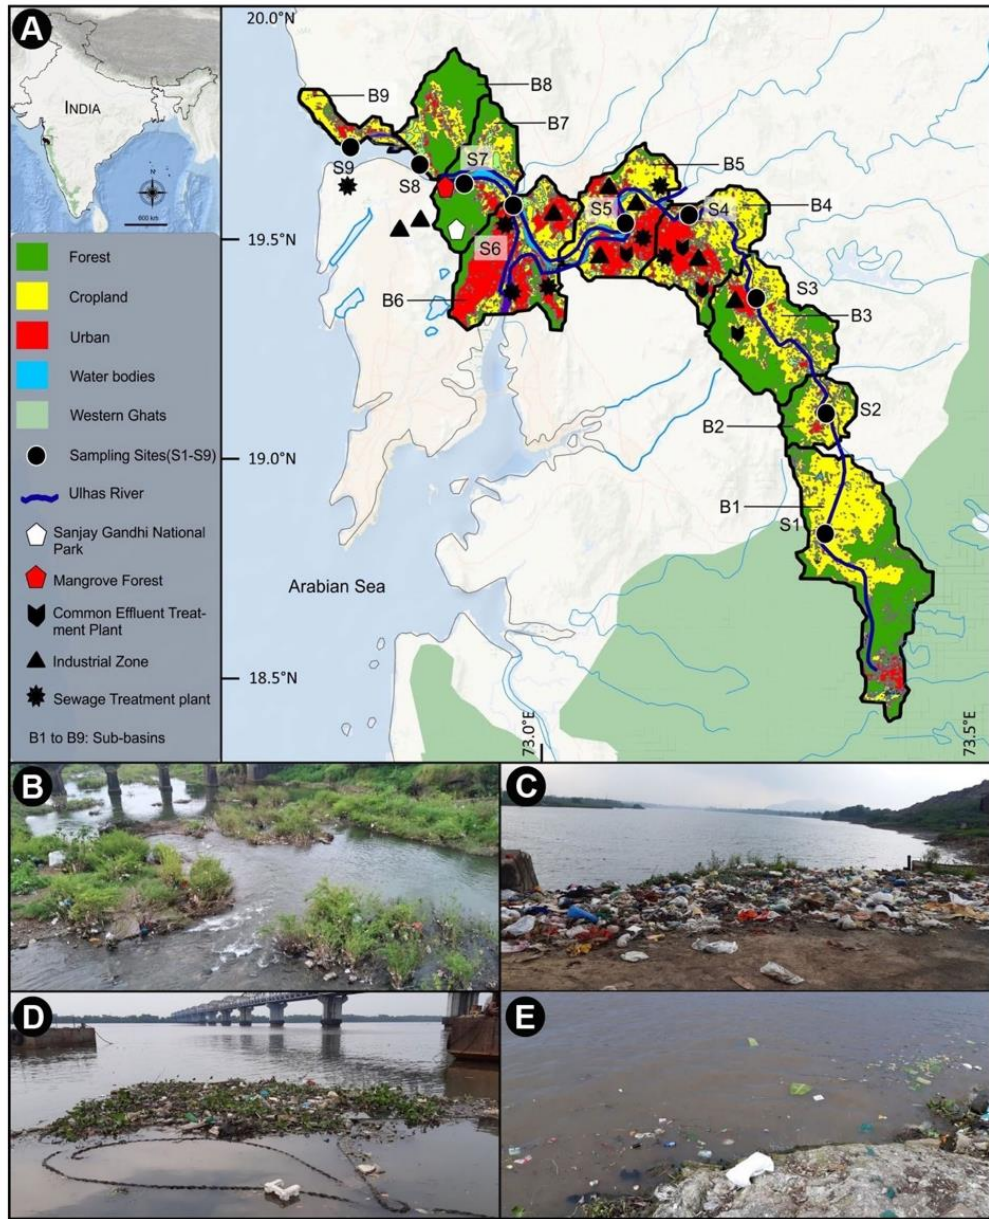 A
INDIA
N
600 km
Forest
Cropland
Urban
Water bodies
Western Ghats
Sampling Sites(S1-S9)
Ulhas River
Sanjay Gandhi National
Park
Mangrove Forest
Common Effluent Treat-
ment Plant
Industrial Zone
Sewage Treatment plant
B1 to B9: Sub-basins
20.0°N
19.5°N
19.0°N
18.5°N
73.0°E
73.5°E
Arabian Sea
B9
B8
B7
B5
B4
S9
S8
S7
S6
S5
S4
B6
S3
B3
S2
B2
B1
S1
B
C
D
E